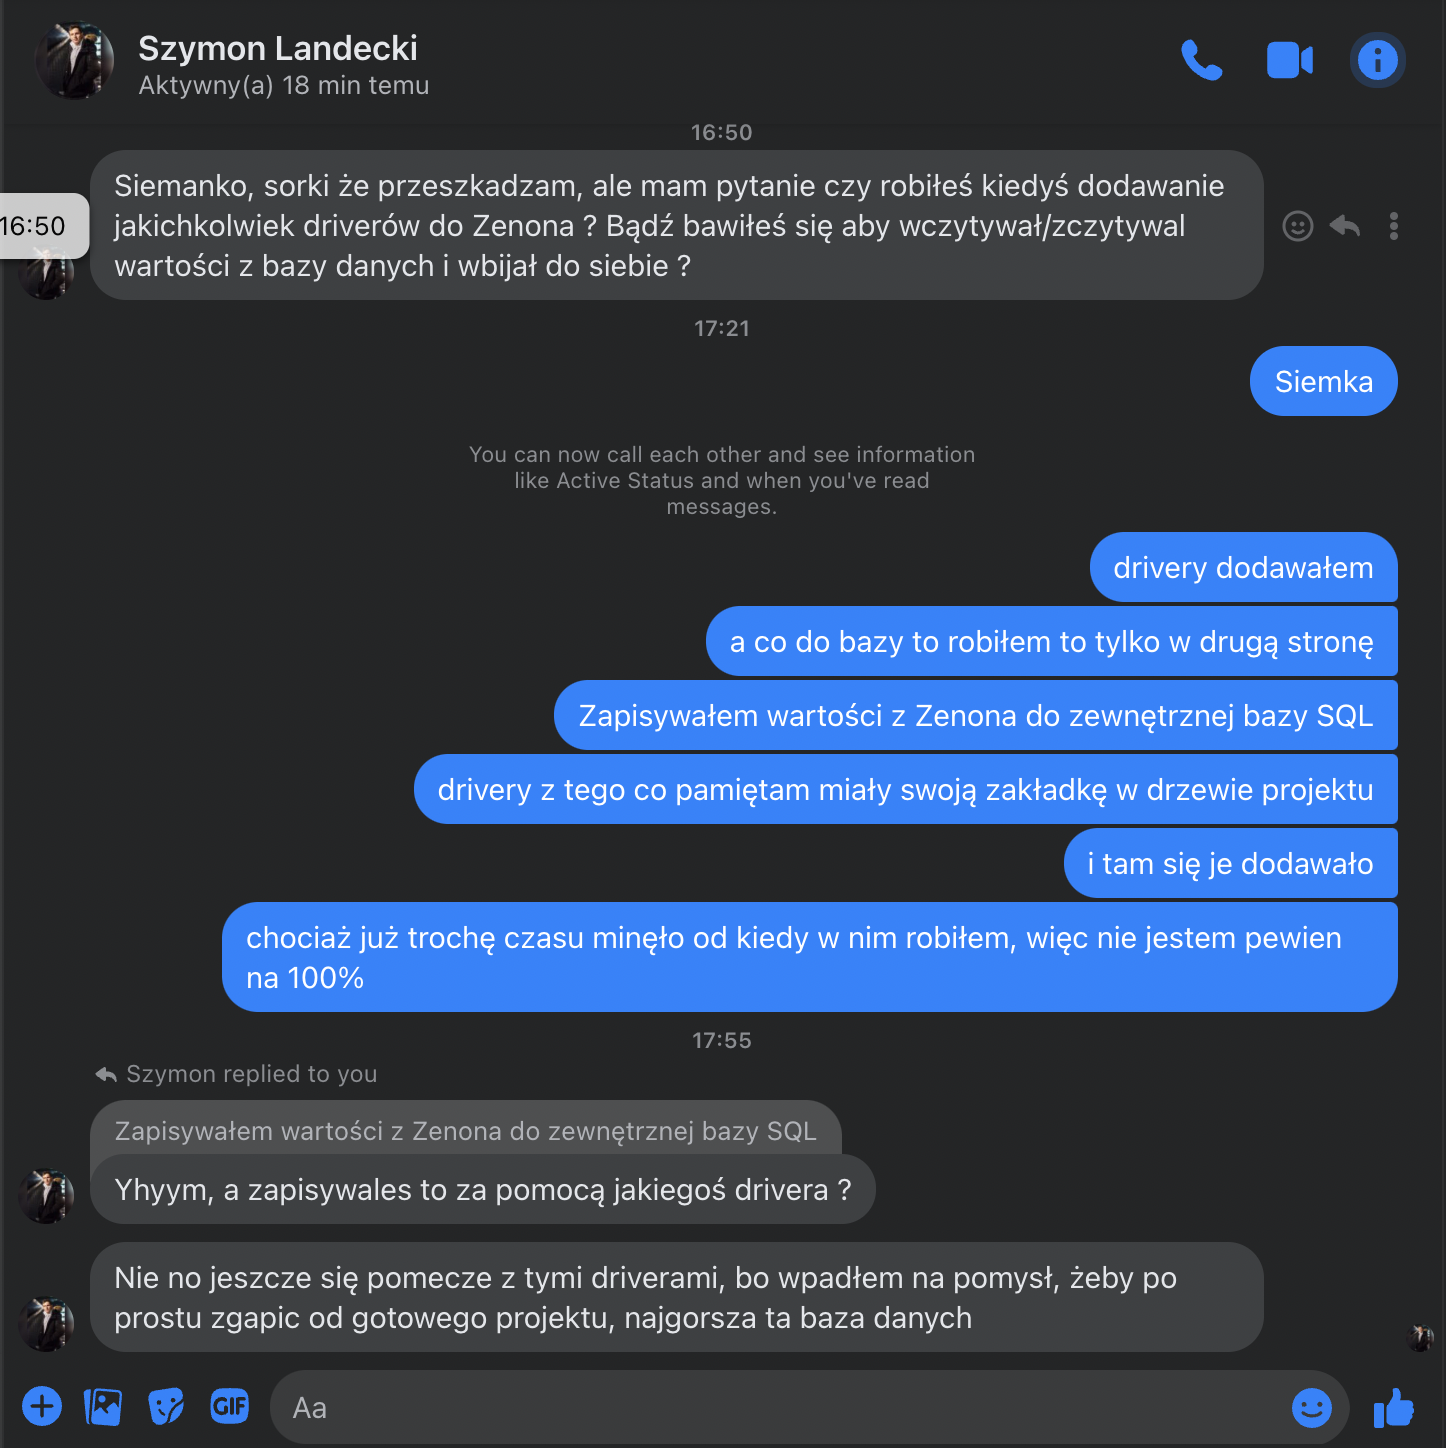 Szymon Landecki
Aktywny(a) 18 min temu
16:50
Siemanko, sorki że przeszkadzam, ale mam pytanie czy robiłeś kiedyś dodawanie
jakichkolwiek driverów do Zenona ? Bądź bawiłeś się aby wczytywał/zczytywal
wartości z bazy danych i wbijał do siebie ?
16:50
17:21
Siemka
You can now call each other and see information
like Active Status and when you've read
messages.
drivery dodawałem
a co do bazy to robiłem to tylko w drugą stronę
Zapisywałem wartości z Zenona do zewnętrznej bazy SQL
drivery z tego co pamiętam miały swoją zakładkę w drzewie projektu
i tam się je dodawało
chociaż już trochę czasu minęło od kiedy w nim robiłem, więc nie jestem pewien
na 100%
17:55
Szymon replied to you
Zapisywałem wartości z Zenona do zewnętrznej bazy SQL
Yhyym, a zapisywales to za pomocą jakiegoś drivera ?
Nie no jeszcze się pomecze z tymi driverami, bo wpadłem na pomysł, żeby po
prostu zgapic od gotowego projektu, najgorsza ta baza danych
GIF
Aa